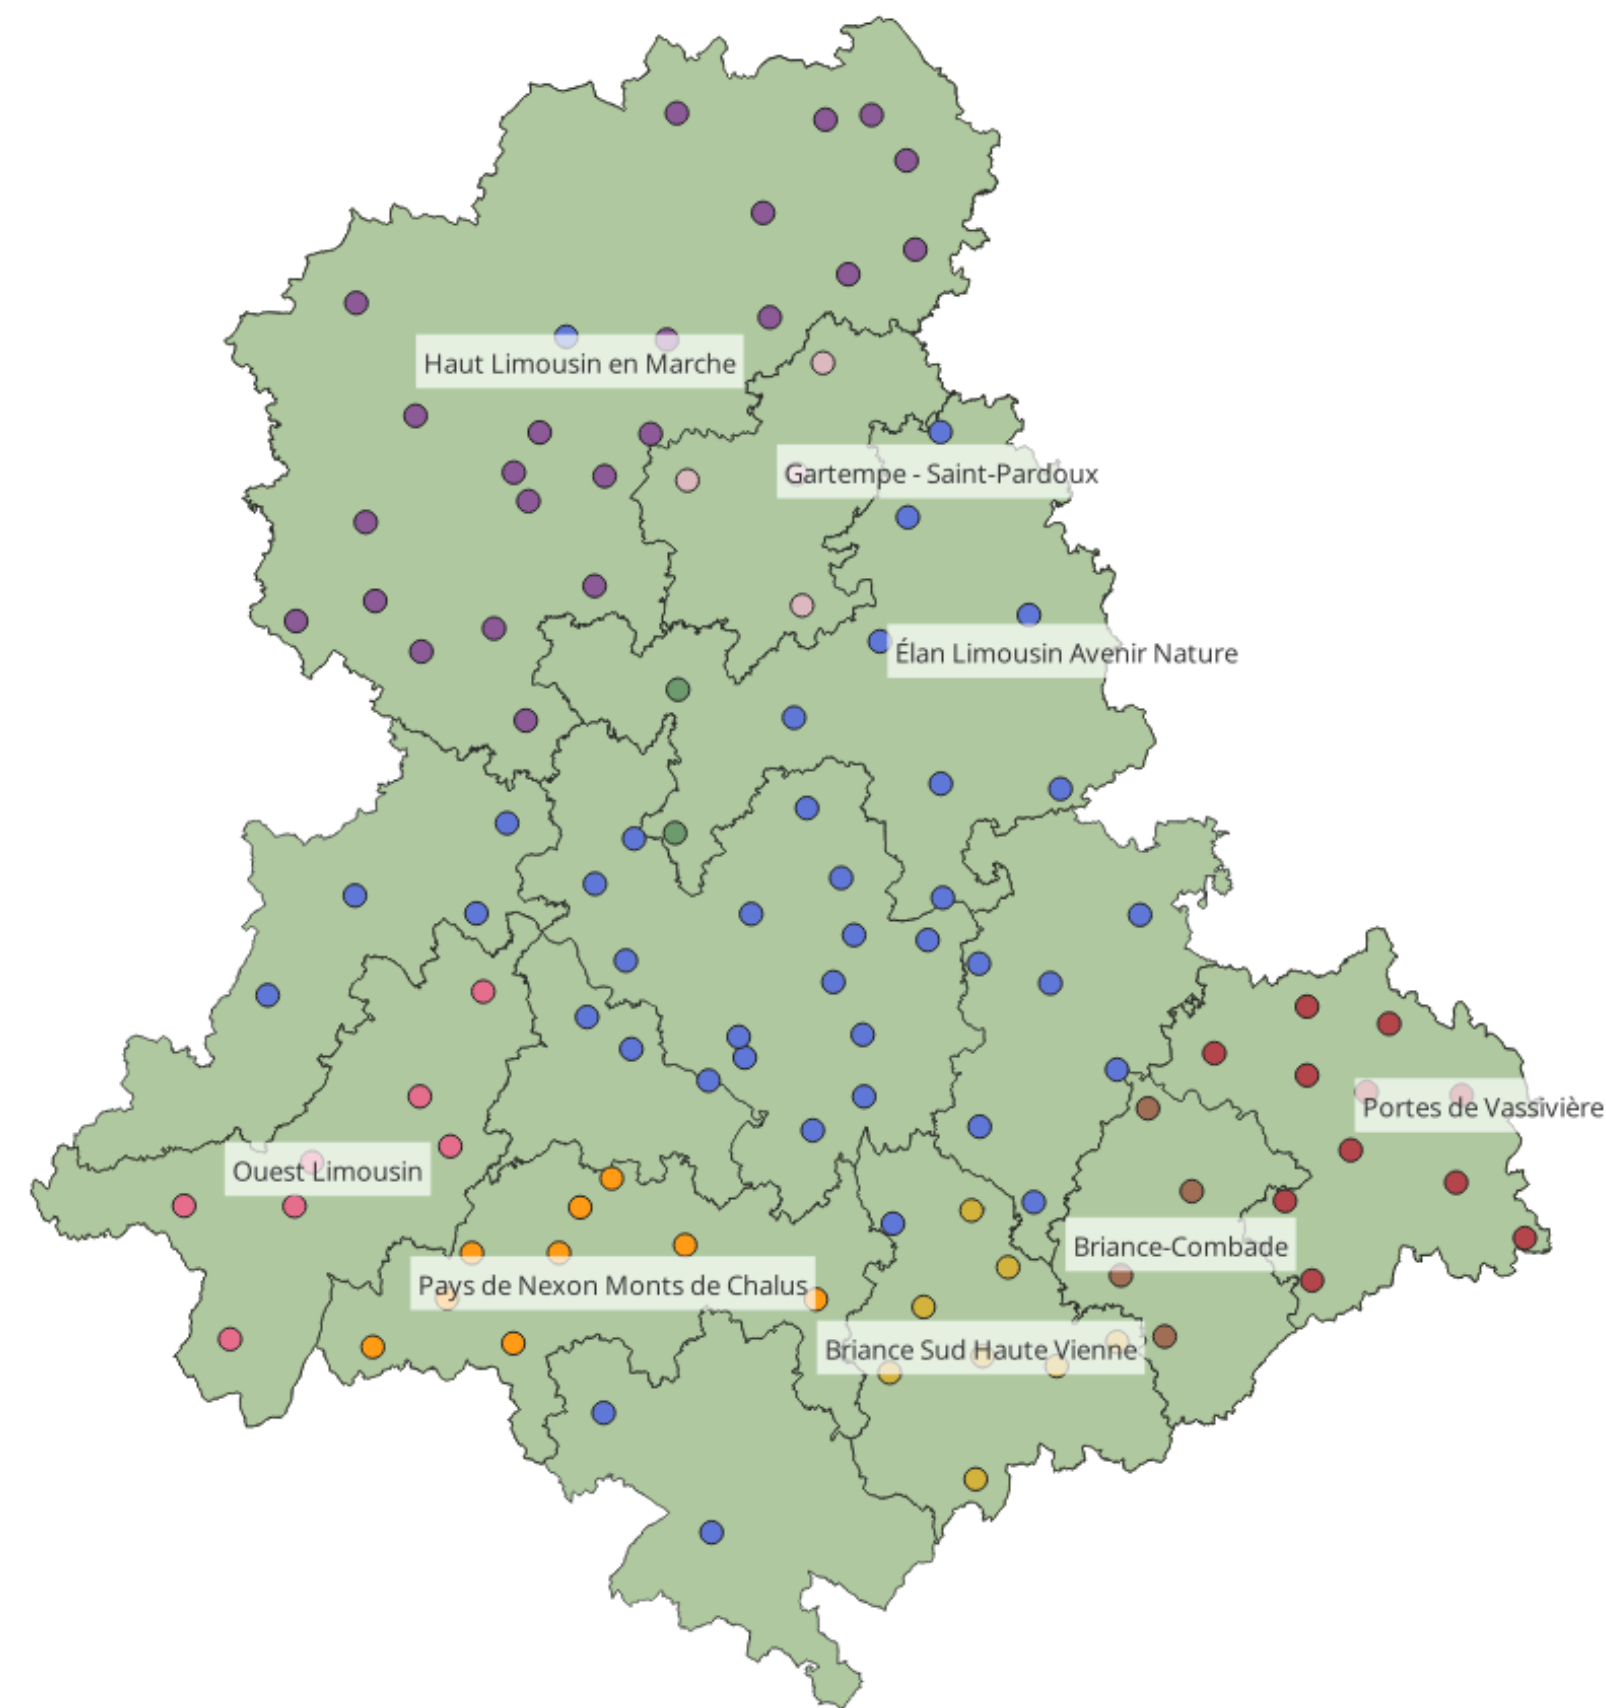 Haut Limousin en Marche
Gartempe - Saint-Pardoux
Élan Limousin Avenir Nature
Portes de Vassivière
Ouest Limousin
Briance-Combade
Pays de Nexon Monts de Chalus
Briance Sud Haute Vienne